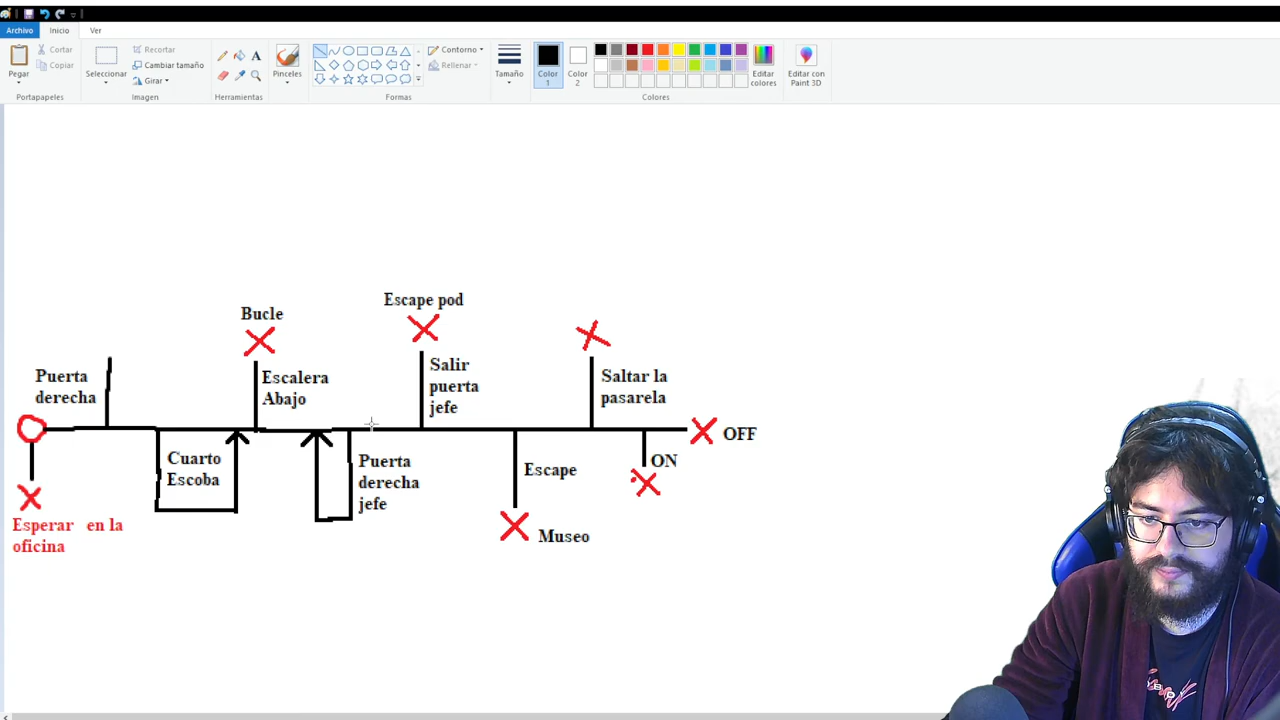 Archivo Inicio Ver
Pegar
Cortar
Copiar
Portapapeles
Seleccionar
Recortar
Cambiar tamaño
Girar
Imagen
A
Herramientas
Pinceles
Contorno
Rellenar
Formas
Tamaño
Color
1
Color
2
Editar
colores
Colores
Editar con
Paint 3D
Escape pod
Bucle
Salir
puerta
jefe
Puerta
derecha
Escalera
Abajo
Saltar la
pasarela
OFF
Cuarto
Escoba
Puerta
derecha
jefe
Escape
ON
Esperar en la
oficina
Museo